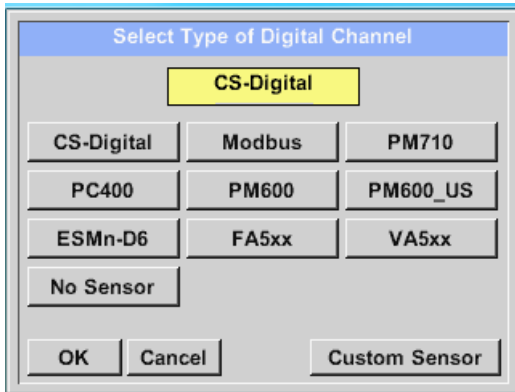 Select Type of Digital Channel
CS-Digital
CS-Digital Modbus PM710
PC400 PM600 PM600_US
ESMn-D6 FA5xx VA5xx
No Sensor
OK Cancel Custom Sensor